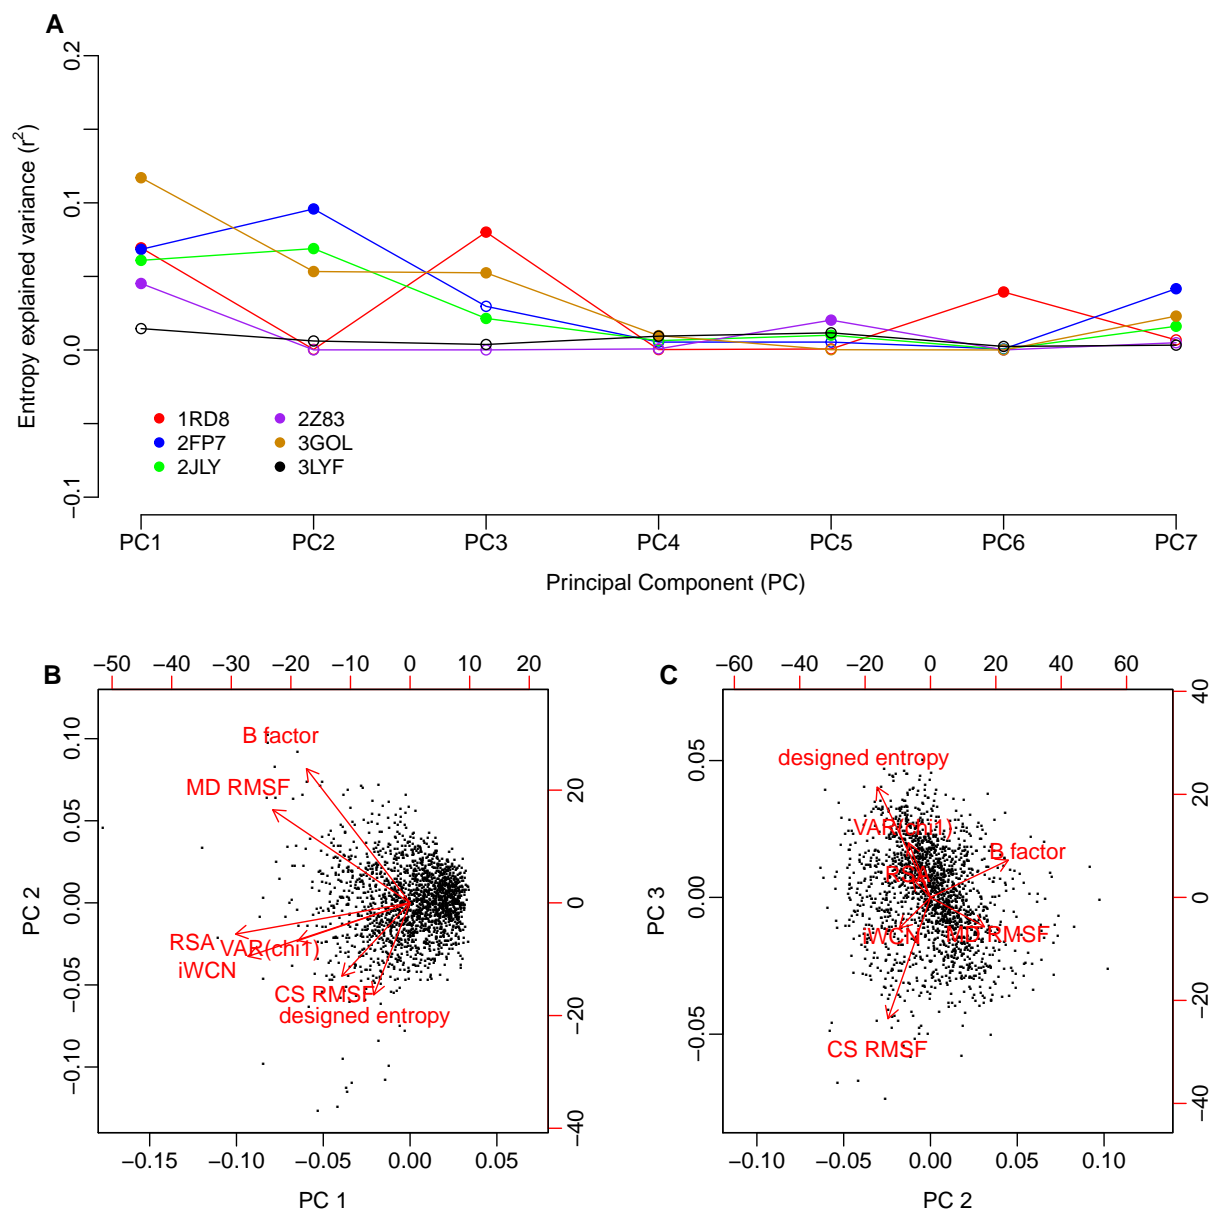 A
Entropy explained variance (r2)
0.2
0.1
0.0
−0.1
1RD8
2FP7
2JLY
2Z83
3GOL
3LYF
PC1 PC2 PC3 PC4 PC5 PC6 PC7
Principal Component (PC)
B
−50 −40 −30 −20 −10 0 10 20
PC 2
0.10
0.05
0.00
−0.05
−0.10
20
0
−20
−40
B factor
MD RMSF
RSA
VAR(chi1)
iWCN
CS RMSF
designed entropy
−0.15 −0.10 −0.05 0.00 0.05
PC 1
C
−60 −40 −20 0 20 40 60
PC 3
0.05
0.00
−0.05
40
20
0
−20
−40
designed entropy
VAR(chi1)
B factor
RSA
iWCN
MD RMSF
CS RMSF
−0.10 −0.05 0.00 0.05 0.10
PC 2